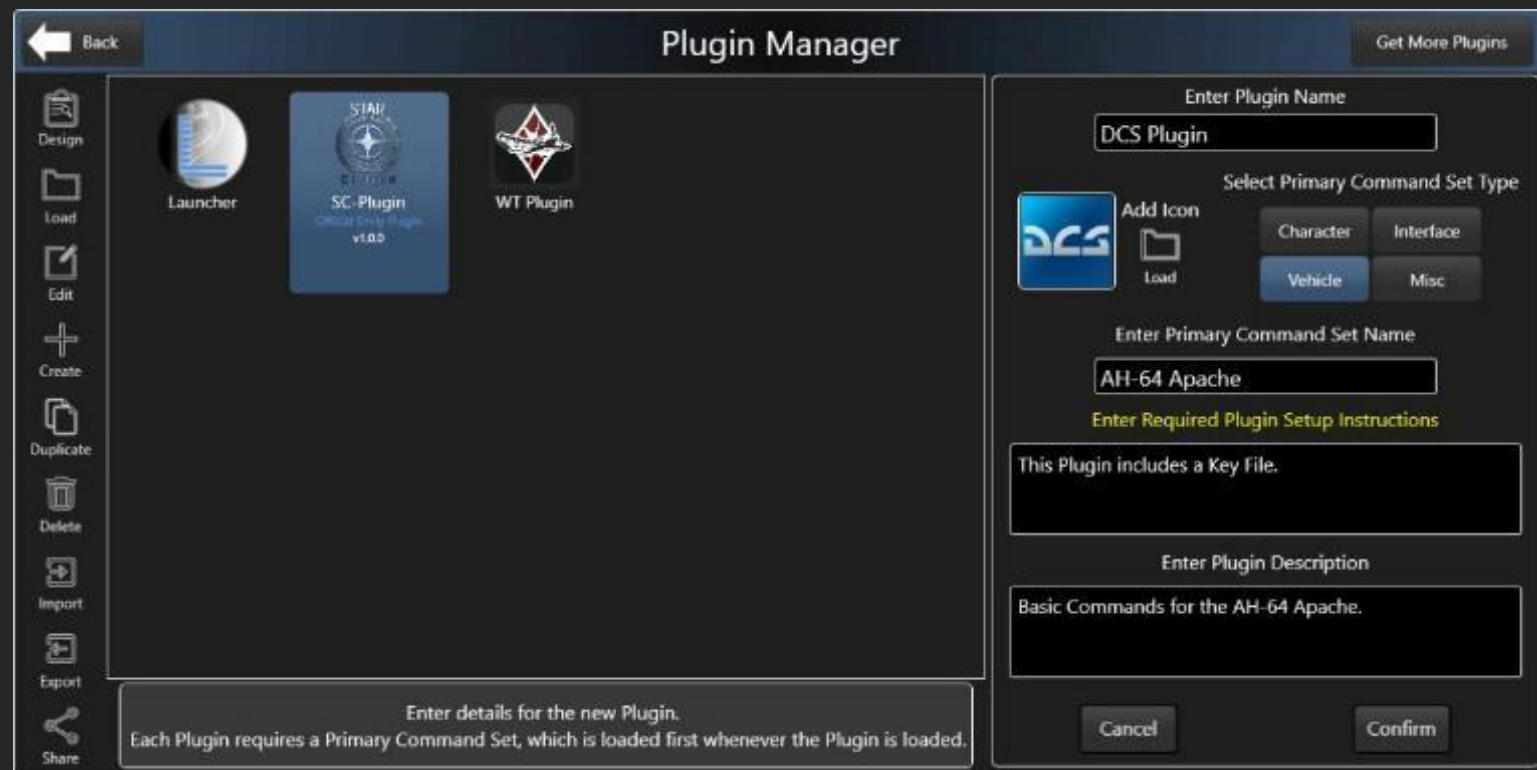 Back
Plugin Manager
Get More Plugins
Design
Load
Edit
Create
Duplicate
Delete
Import
Export
Share
Launcher
STAR
CITIZEN
SC-Plugin
Official Emily Plugin
v1.0.0
WT Plugin
Enter details for the new Plugin.
Each Plugin requires a Primary Command Set, which is loaded first whenever the Plugin is loaded.
Enter Plugin Name
DCS Plugin
Select Primary Command Set Type
DCS
Add Icon
Load
Character
Interface
Vehicle
Misc
Enter Primary Command Set Name
AH-64 Apache
Enter Required Plugin Setup Instructions
This Plugin includes a Key File.
Enter Plugin Description
Basic Commands for the AH-64 Apache.
Cancel
Confirm